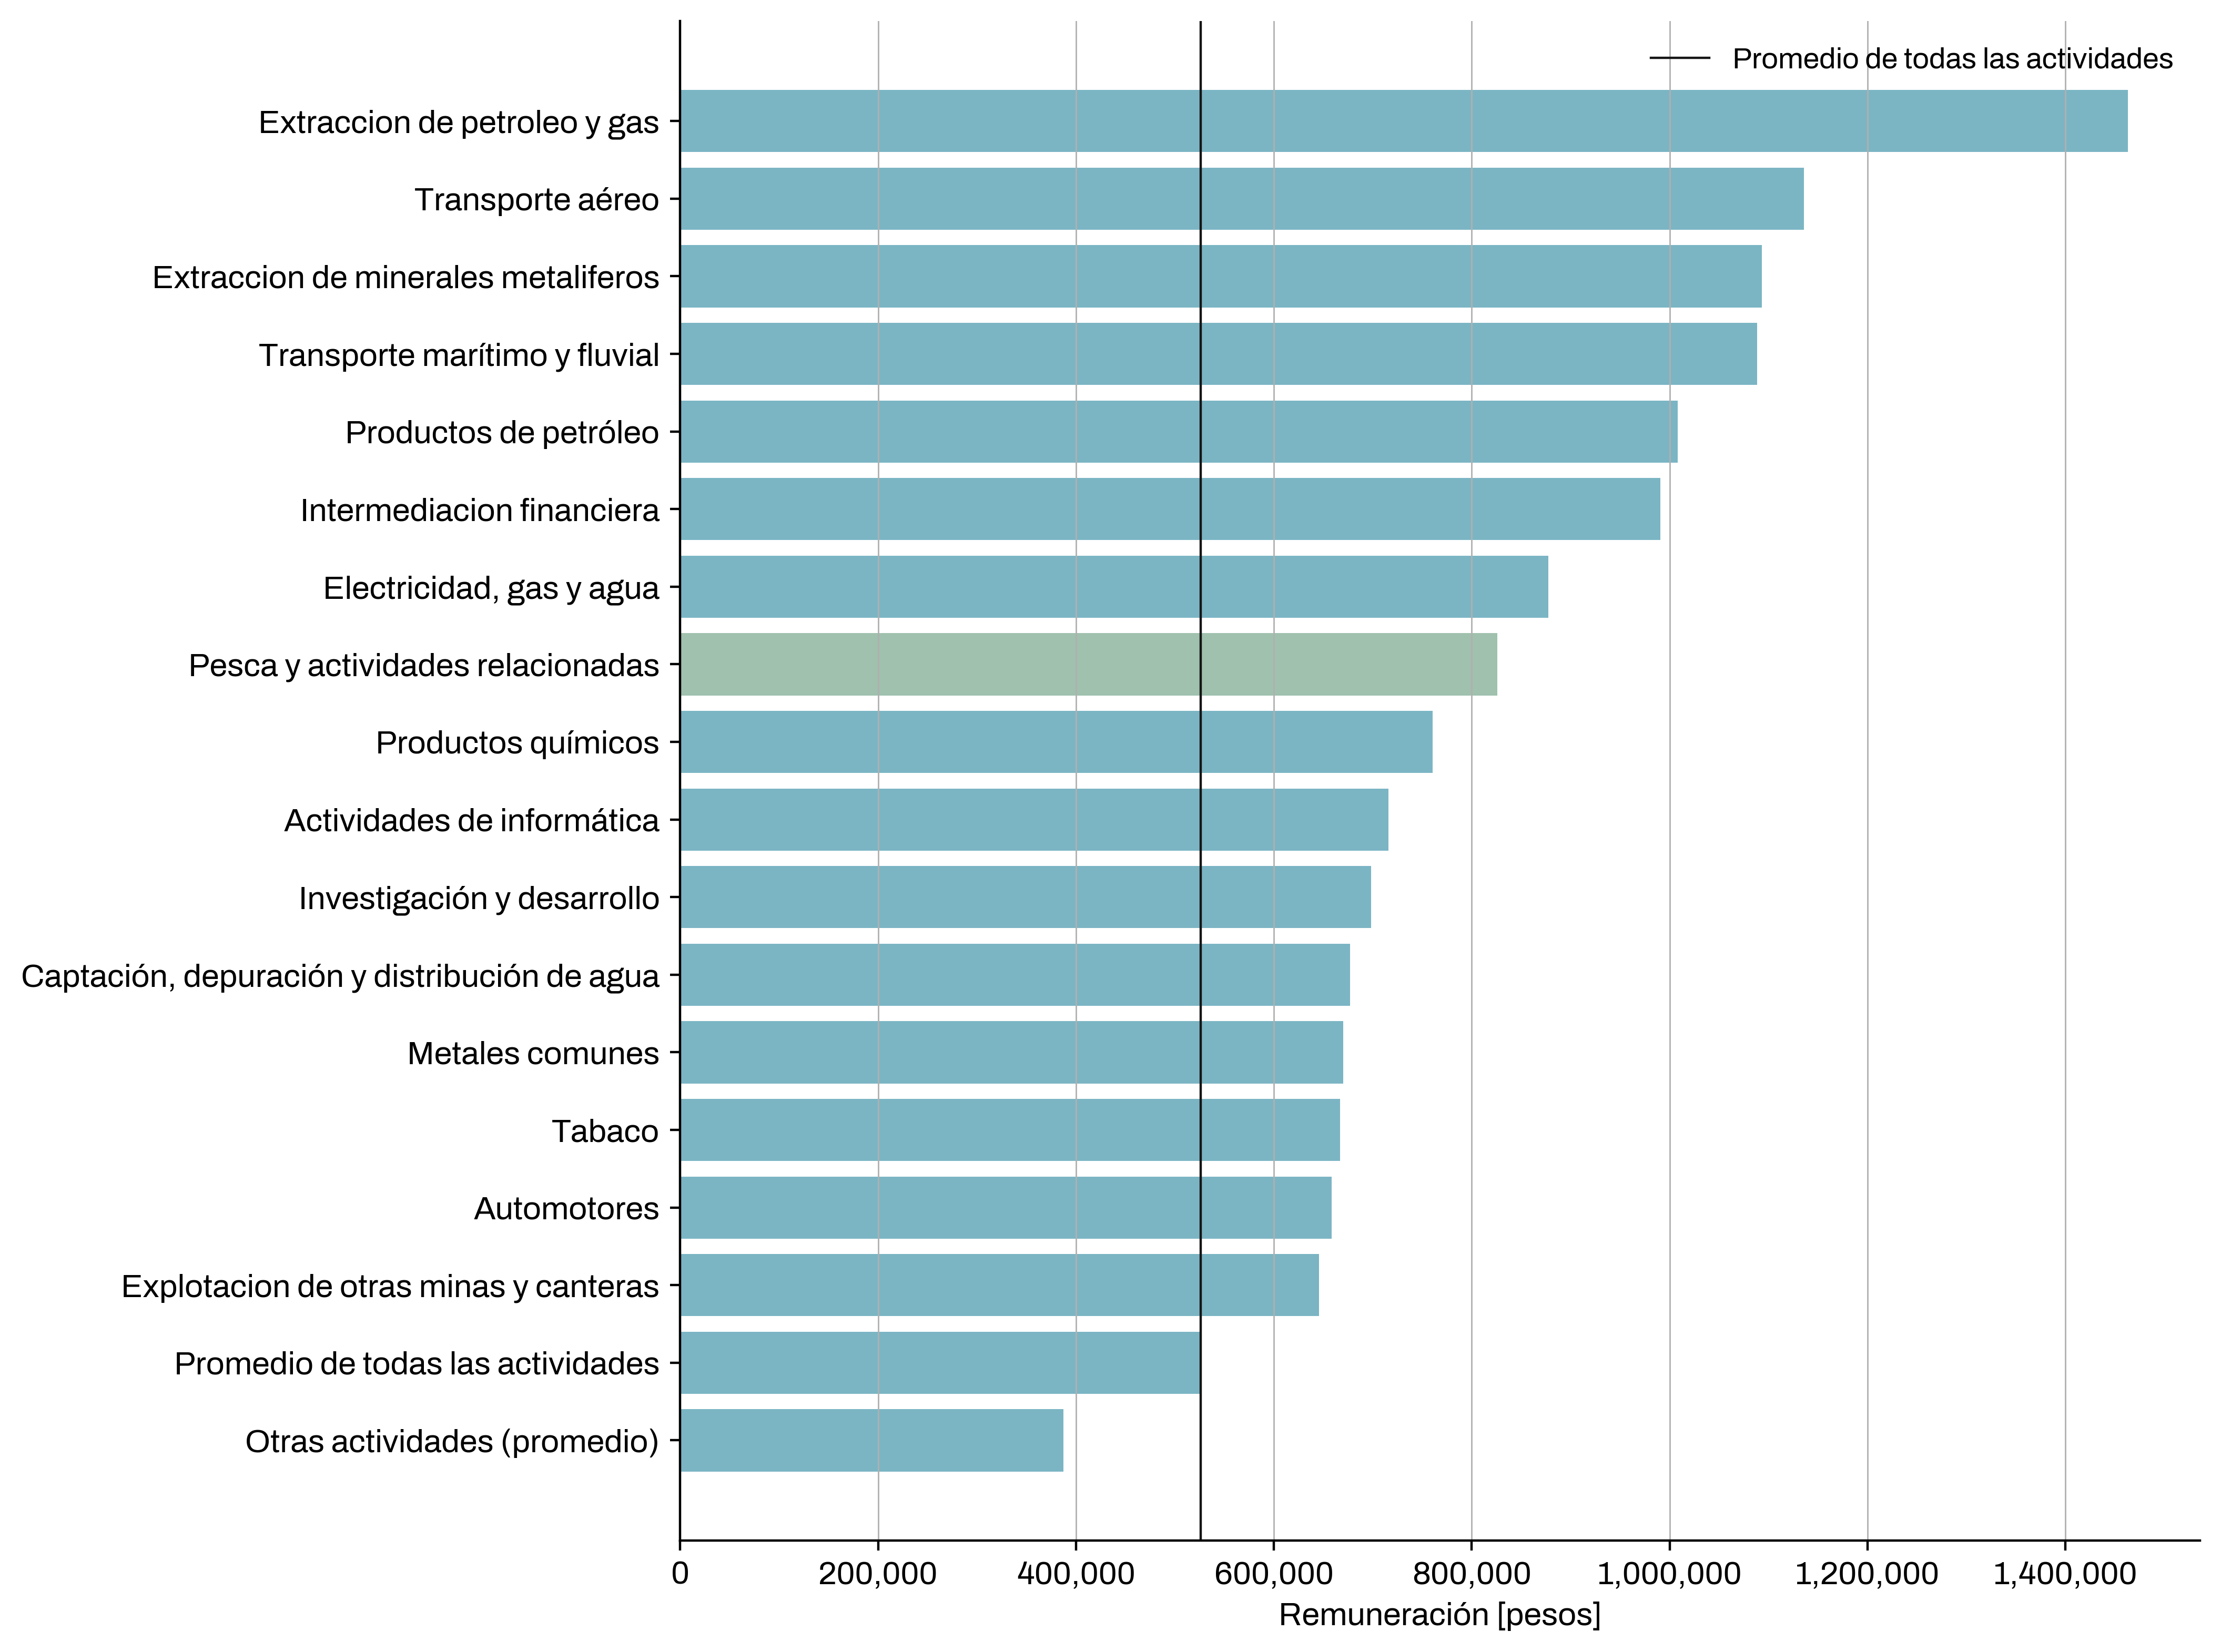 Promedio de todas las actividades
Extraccion de petroleo y gas
Transporte aéreo
Extraccion de minerales metaliferos
Transporte marítimo y fluvial
Productos de petróleo
Intermediacion financiera
Electricidad, gas y agua
Pesca y actividades relacionadas
Productos químicos
Actividades de informática
Investigación y desarrollo
Captación, depuración y distribución de agua
Metales comunes
Tabaco
Automotores
Explotacion de otras minas y canteras
Promedio de todas las actividades
Otras actividades (promedio)
0 200,000 400,000 600,000 800,000 1,000,000 1,200,000 1,400,000
Remuneración [pesos]